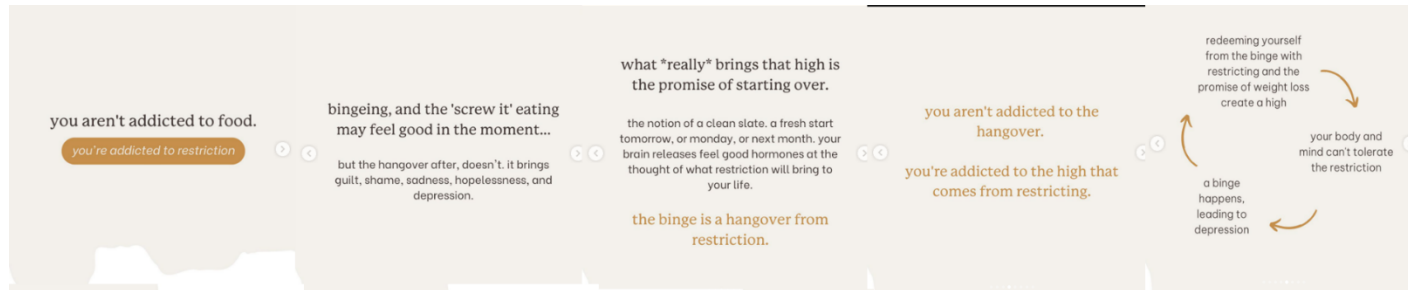 you aren't addicted to food.
you're addicted to restriction
bingeing, and the 'screw it' eating
may feel good in the moment...
but the hangover after, doesn't. it brings
guilt, shame, sadness, hopelessness, and
depression.
what *really* brings that high is
the promise of starting over.
the notion of a clean slate. a fresh start
tomorrow, or monday, or next month. your
brain releases feel good hormones at the
thought of what restriction will bring to
your life.
the binge is a hangover from
restriction.
you aren't addicted to the
hangover.
you're addicted to the high that
comes from restricting.
redeeming yourself
from the binge with
restricting and the
promise of weight loss
create a high
your body and
mind can't tolerate
the restriction
a binge
happens,
leading to
depression